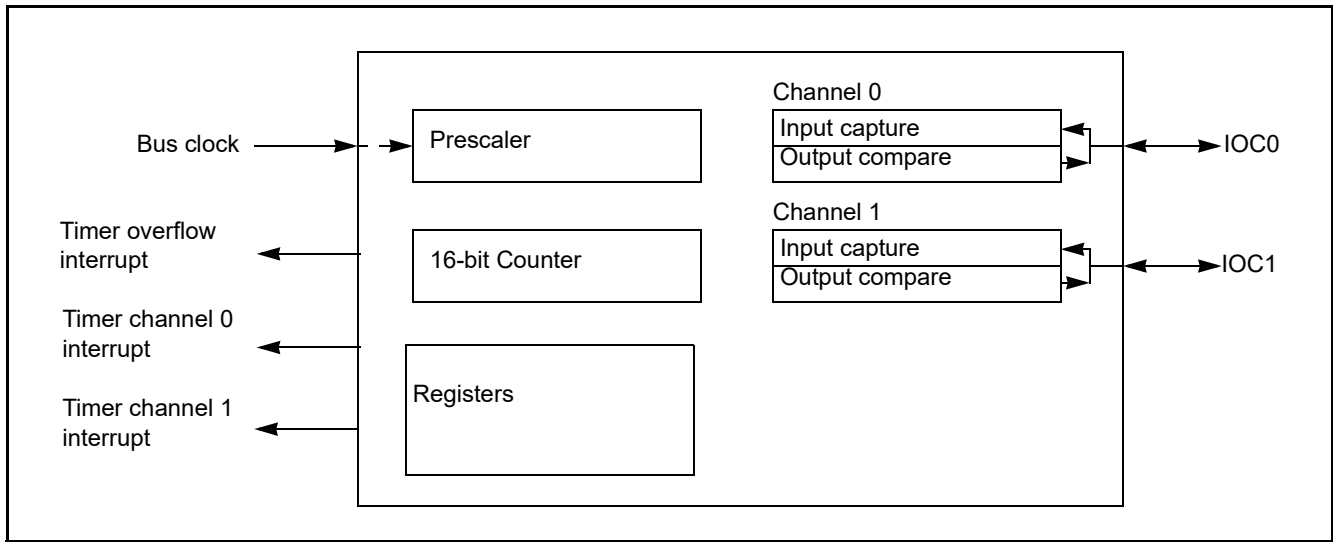 Channel 0
Input capture
Output compare
Bus clock
Prescaler
IOC0
Channel 1
Input capture
Output compare
Timer overflow
interrupt
16-bit Counter
IOC1
Timer channel 0
interrupt
Registers
Timer channel 1
interrupt